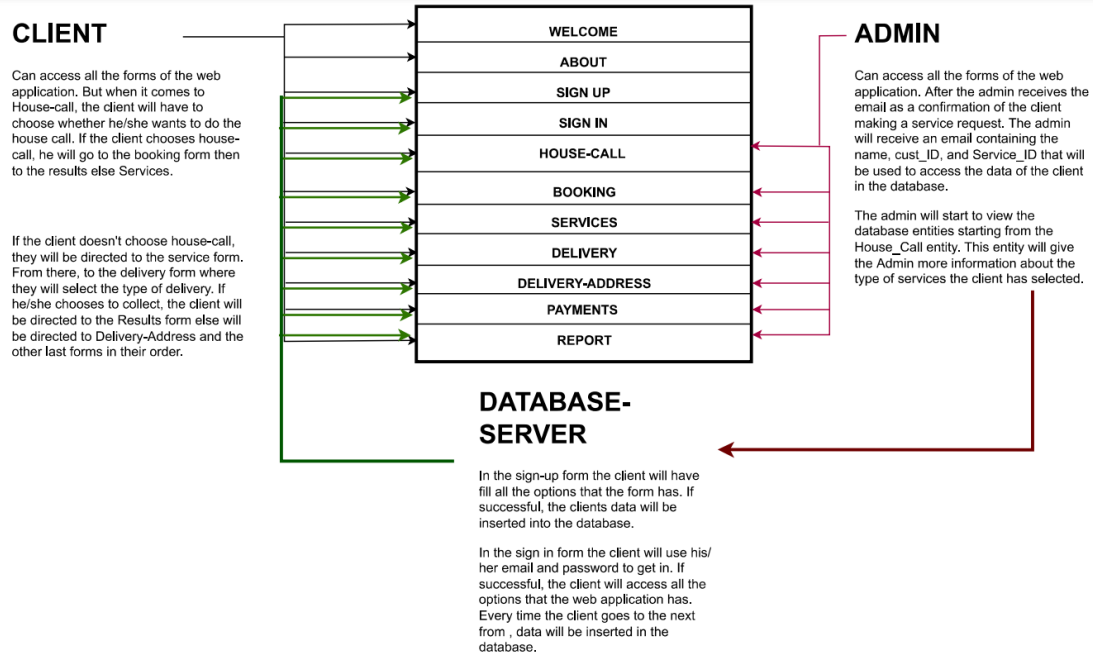 CLIENT
Can access all the forms of the web
application. But when it comes to
House-call, the client will have to
choose whether he/she wants to do the
house call. If the client chooses house-
call, he will go to the booking form then
to the results else Services.
If the client doesn't choose house-call,
they will be directed to the service form.
From there, to the delivery form where
they will select the type of delivery. If
he/she chooses to collect, the client will
be directed to the Results form else will
be directed to Delivery-Address and the
other last forms in their order.
WELCOME
ABOUT
SIGN UP
SIGN IN
HOUSE-CALL
BOOKING
SERVICES
DELIVERY
DELIVERY-ADDRESS
PAYMENTS
REPORT
ADMIN
Can access all the forms of the web
application. After the admin receives the
email as a confirmation of the client
making a service request. The admin
will receive an email containing the
name, cust_ID, and Service_ID that will
be used to access the data of the client
in the database.
The admin will start to view the
database entities starting from the
House_Call entity. This entity will give
the Admin more information about the
type of services the client has selected.
DATABASE-
SERVER
In the sign-up form the client will have
fill all the options that the form has. If
successful, the clients data will be
inserted into the database.
In the sign in form the client will use his/
her email and password to get in. If
successful, the client will access all the
options that the web application has.
Every time the client goes to the next
from , data will be inserted in the
database.